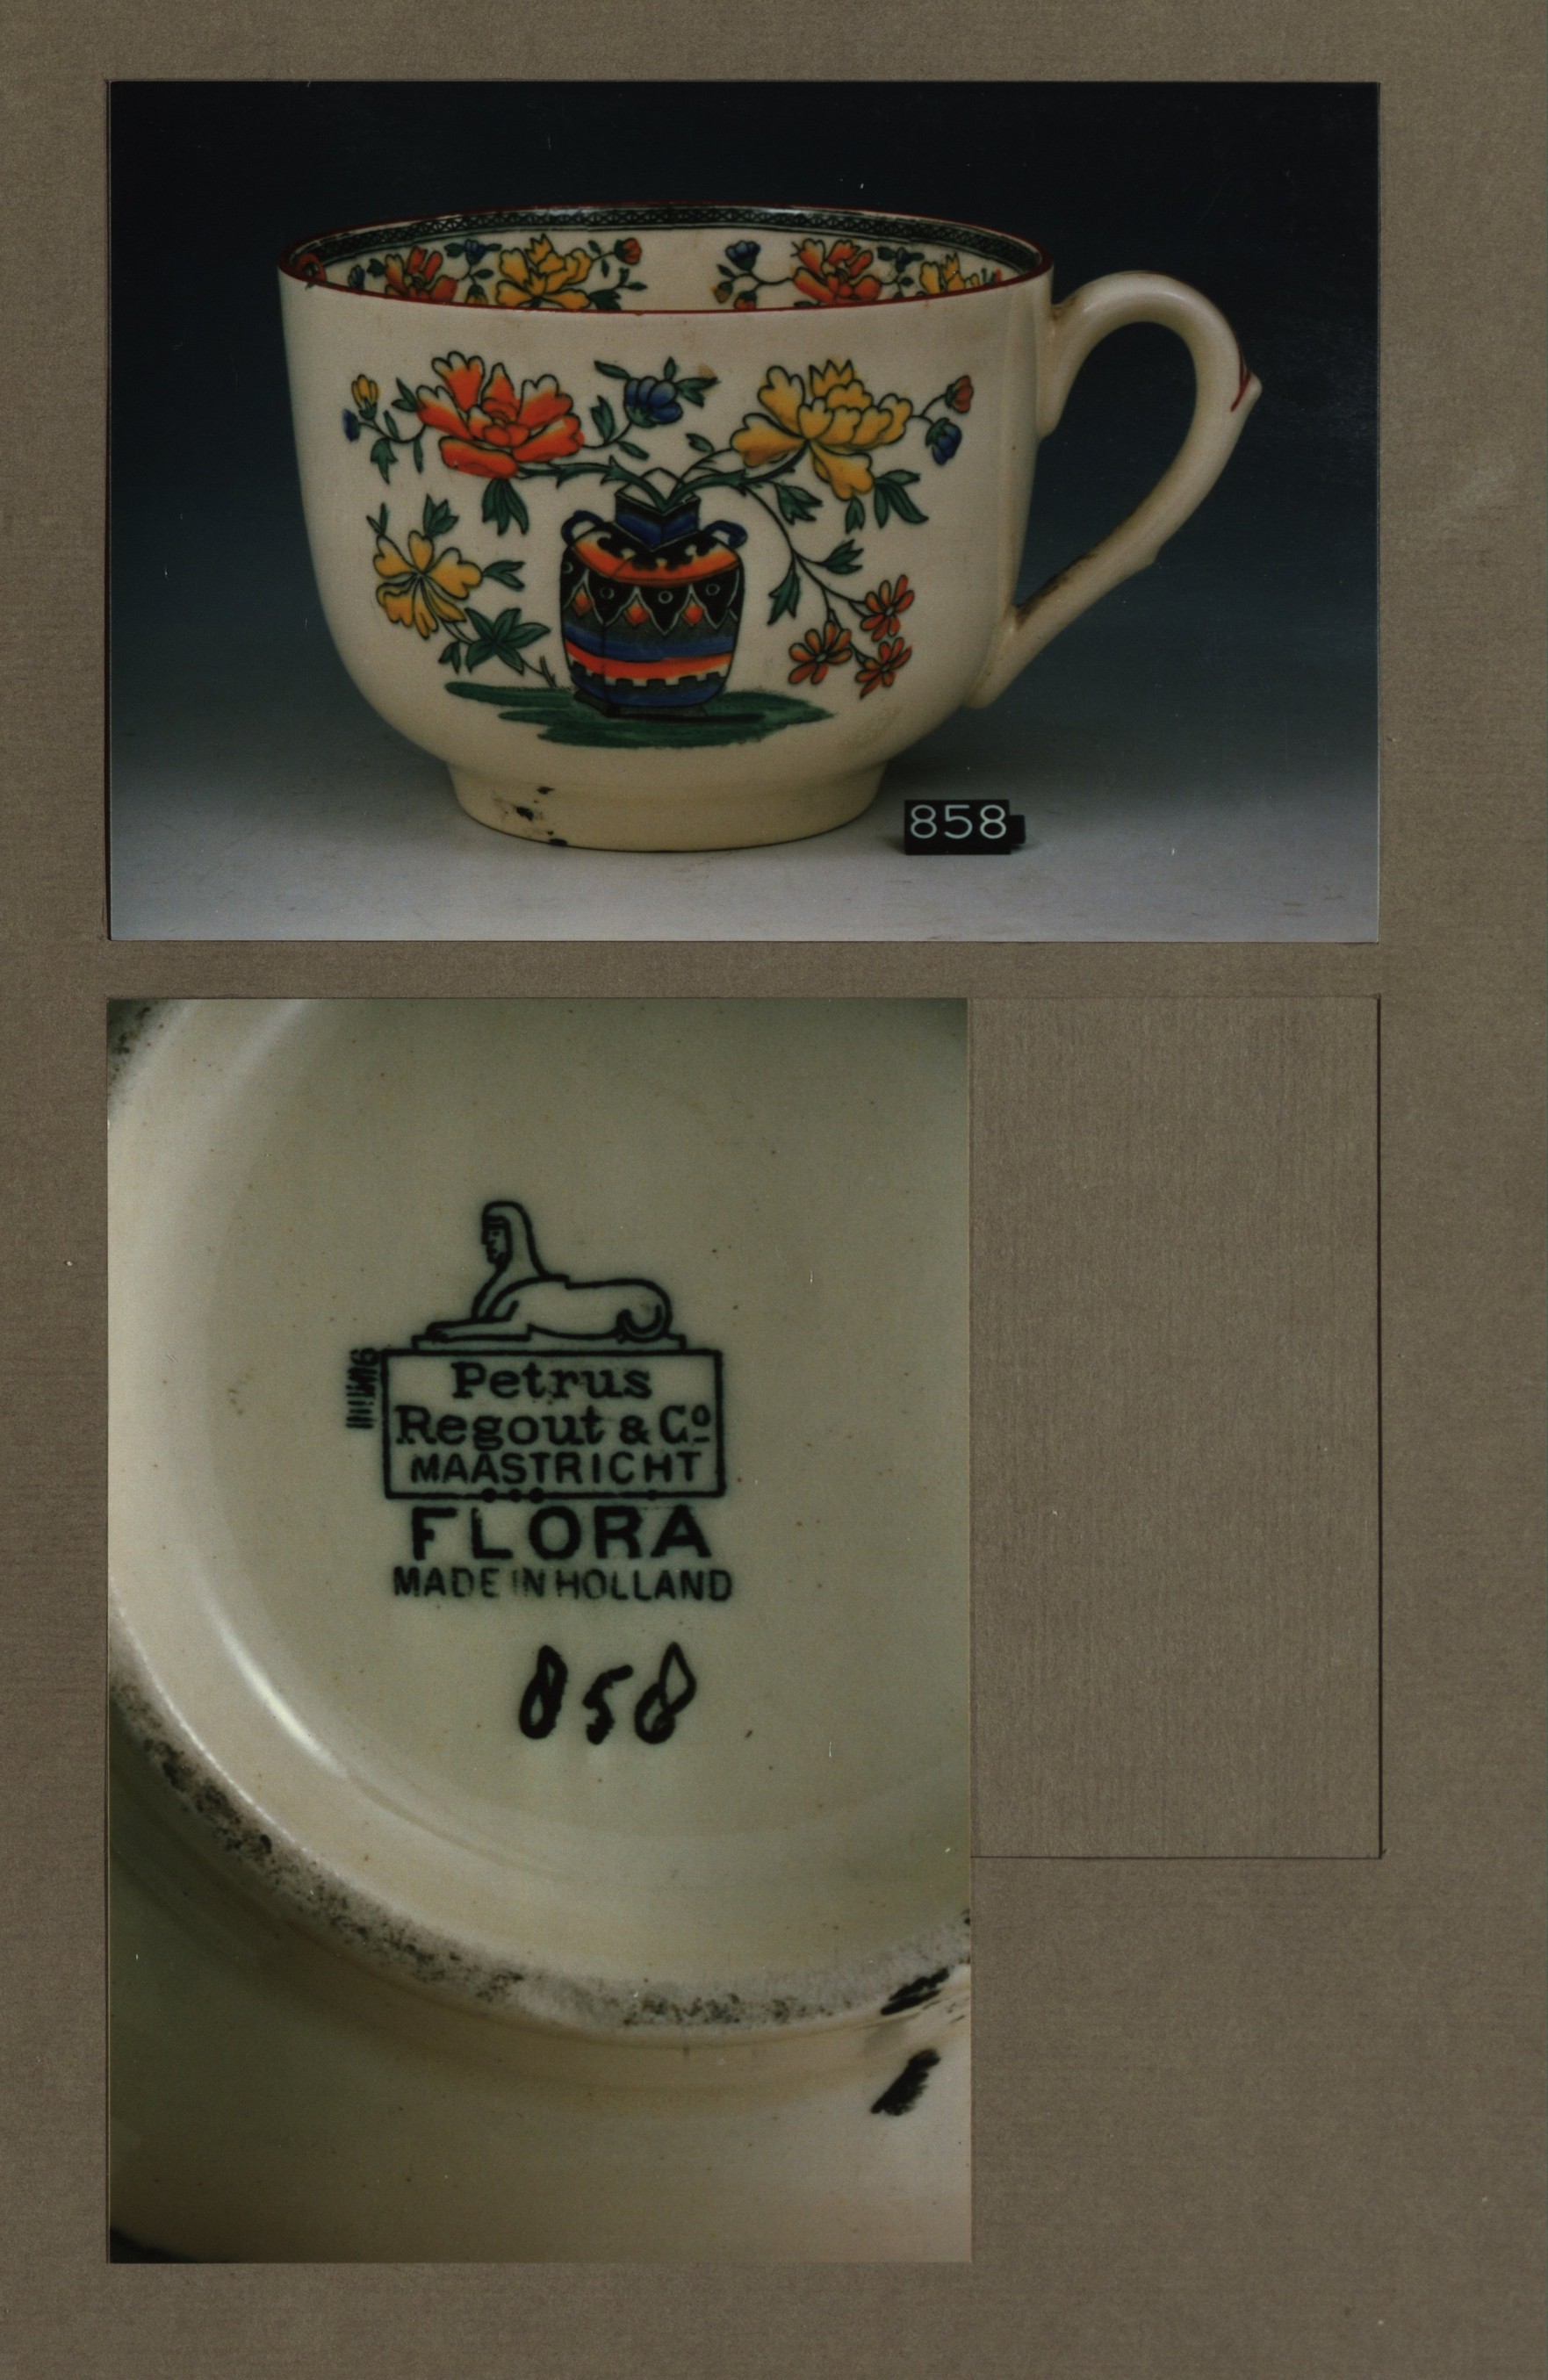 858
Petrus
Regout & Cº
MAASTRICHT
FLORA
MADE IN HOLLAND
858